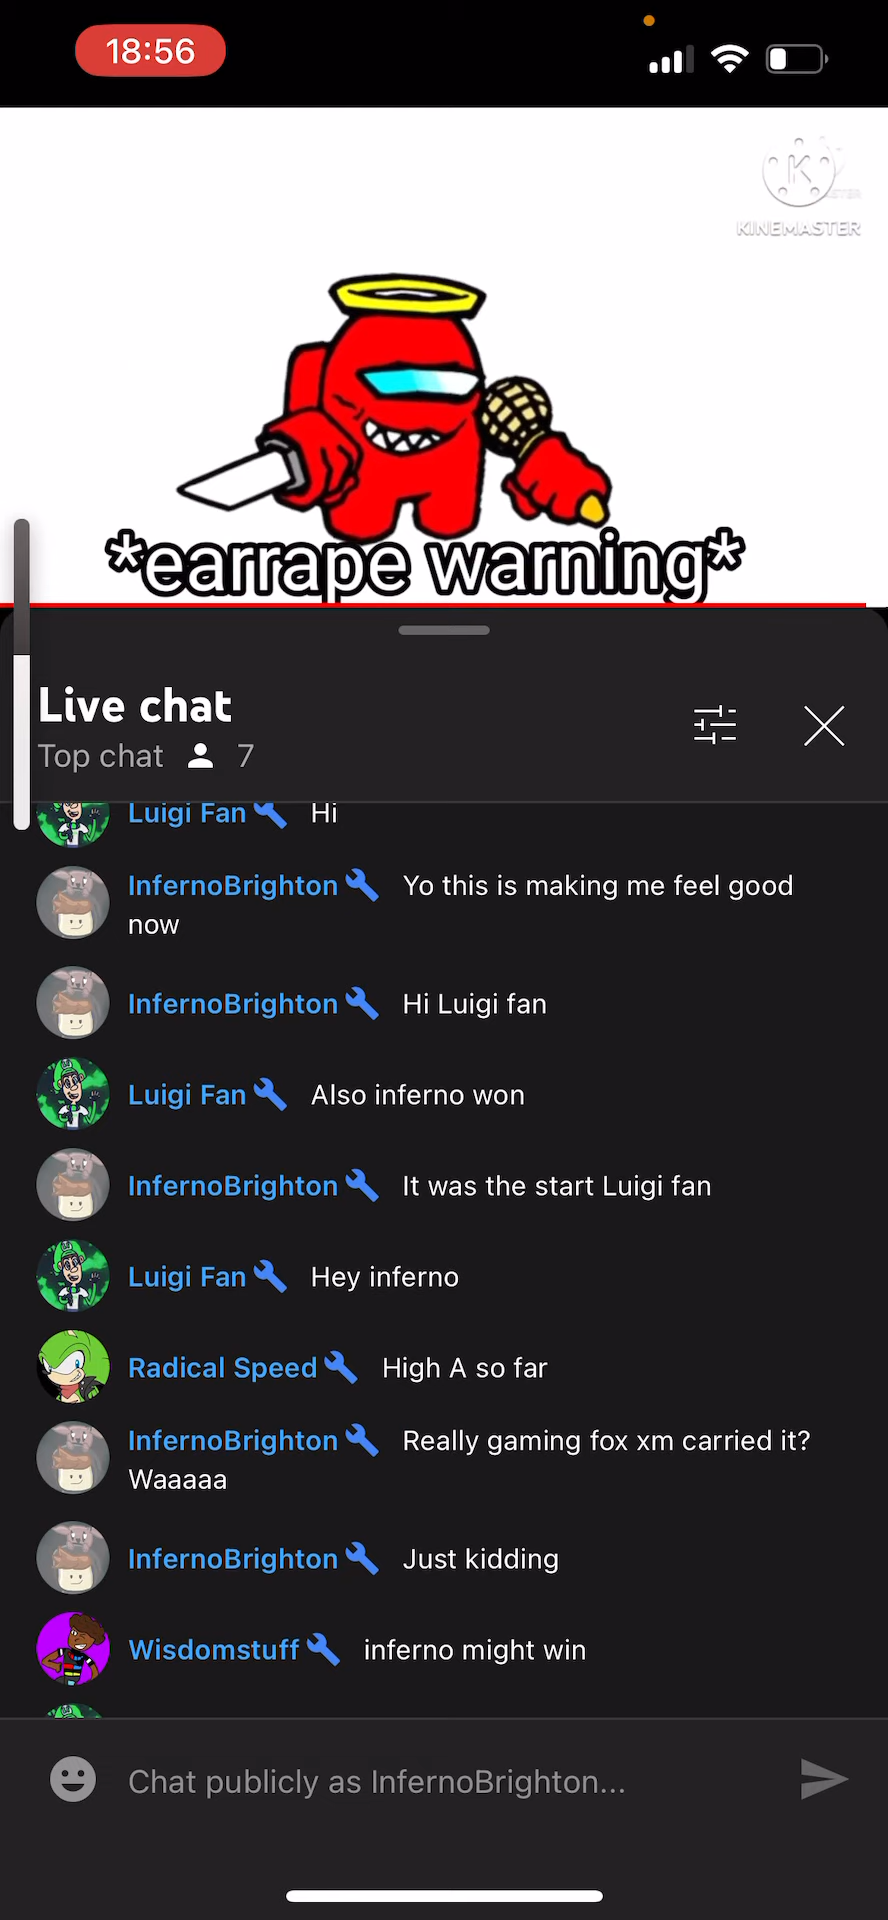 18:56
K
KINEMASTER
*earrape warning*
Live chat
Top chat 7
Luigi Fan Hi
InfernoBrighton Yo this is making me feel good
now
InfernoBrighton Hi Luigi fan
Luigi Fan Also inferno won
InfernoBrighton It was the start Luigi fan
Luigi Fan Hey inferno
Radical Speed High A so far
InfernoBrighton Really gaming fox xm carried it?
Waaaaa
InfernoBrighton Just kidding
Wisdomstuff inferno might win
Chat publicly as InfernoBrighton...